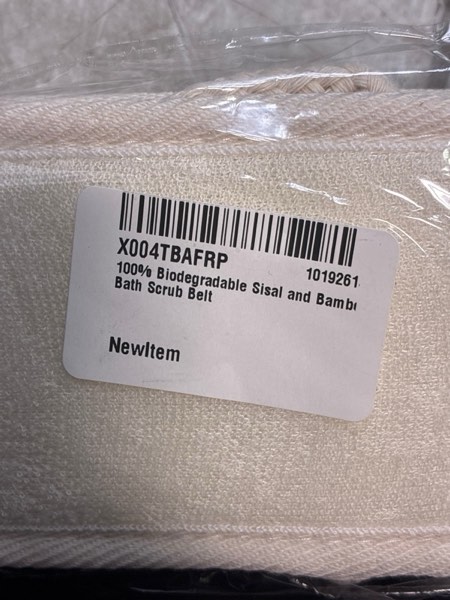 X004TBAFRP 1019261
100% Biodegradable Sisal and Bamb
Bath Scrub Belt
NewItem